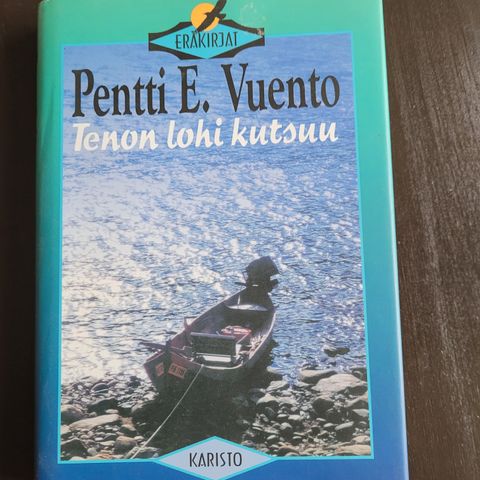 ERÄKIRJAT
Pentti E. Vuento
Tenon lohi kutsuu
KARISTO